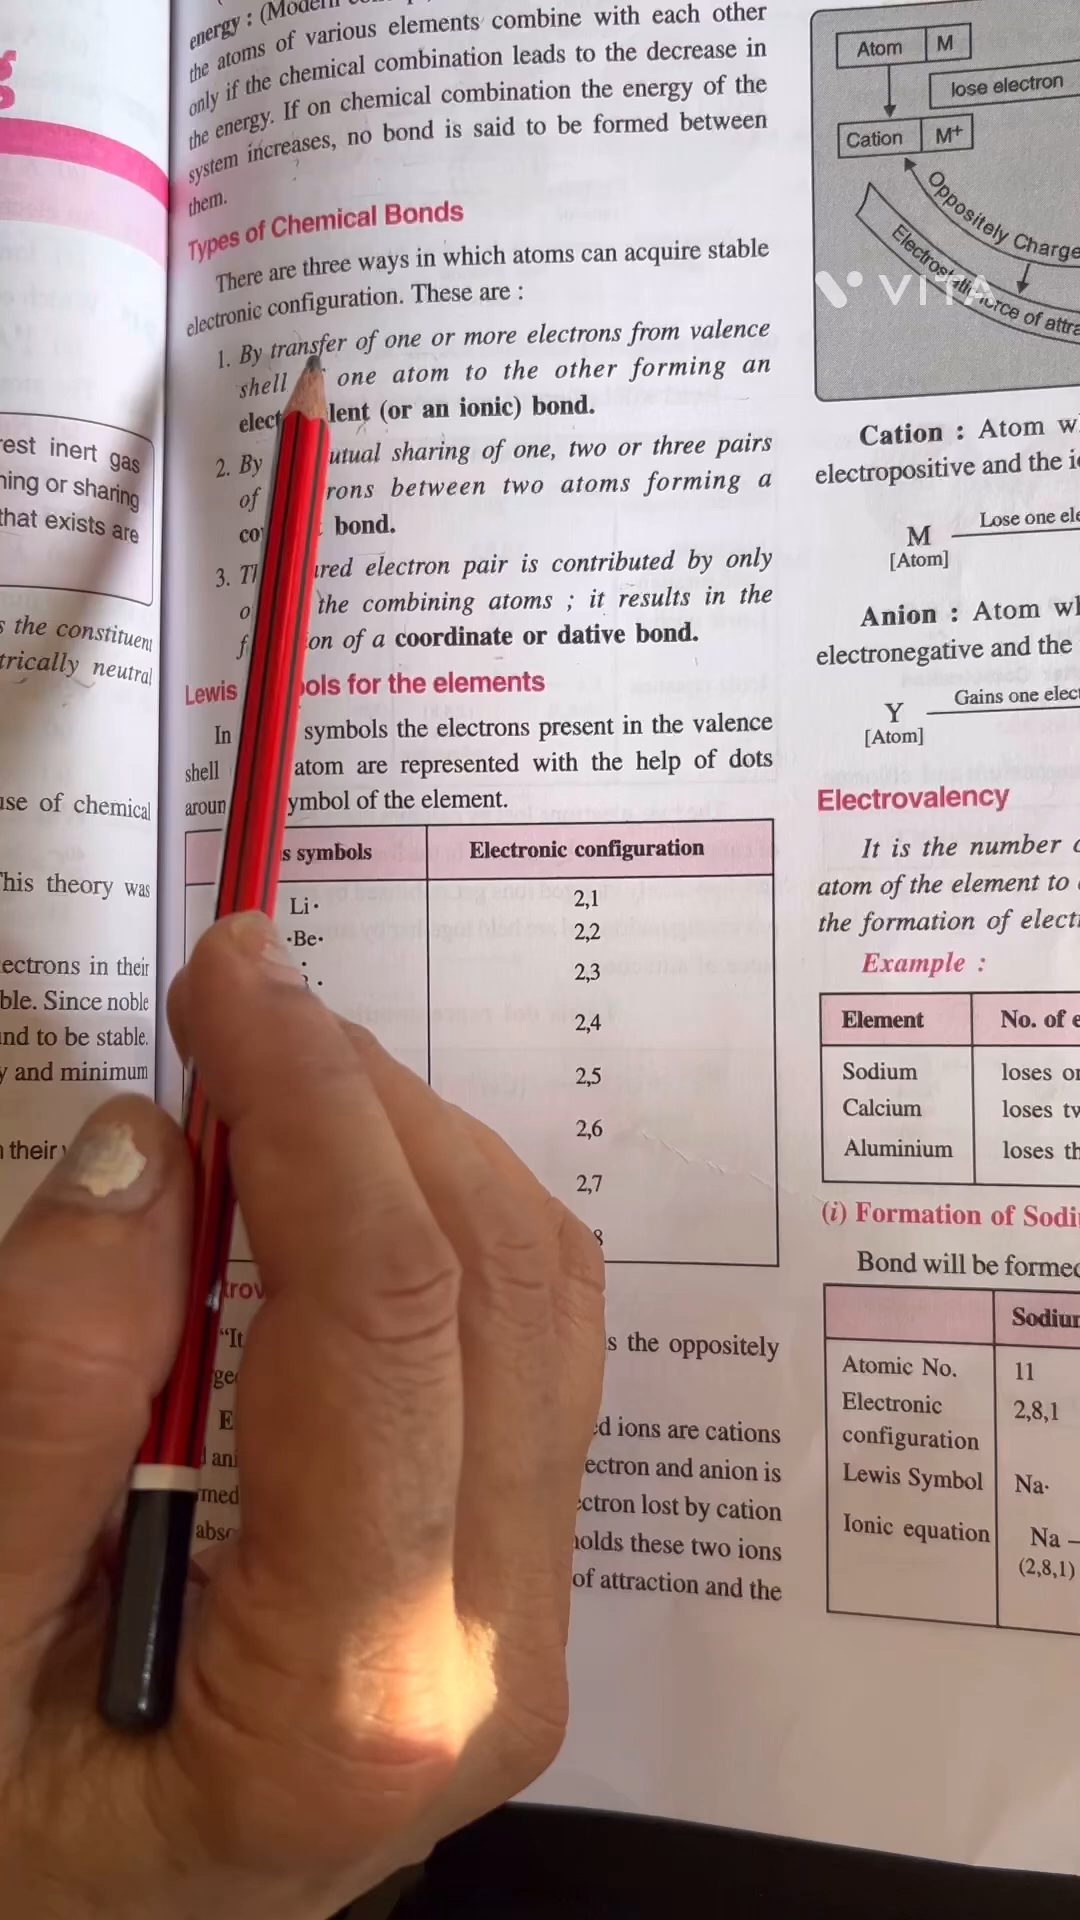 energy : (Modern
the atoms of various elements combine with each other
only if the chemical combination leads to the decrease in
the energy. If on chemical combination the energy of the
system increases, no bond is said to be formed between
them.
Types of Chemical Bonds
There are three ways in which atoms can acquire stable
electronic configuration. These are :
1. By transfer of one or more electrons from valence
shell one atom to the other forming an
elect lent (or an ionic) bond.
2. By utual sharing of one, two or three pairs
of rons between two atoms forming a
co bond.
3. Th ared electron pair is contributed by only
o the combining atoms ; it results in the
f on of a coordinate or dative bond.
Lewis ols for the elements
In symbols the electrons present in the valence
shell atom are represented with the help of dots
aroun ymbol of the element.
s symbols Electronic configuration
Li· 2,1
·Be· 2,2
2,3
2,4
2,5
2,6
2,7
8
trov
“It s the oppositely
ge
E ed ions are cations
ani ectron and anion is
rmed ctron lost by cation
abso holds these two ions
of attraction and the
rest inert gas
ning or sharing
that exists are
s the constituent
trically neutral
use of chemical
This theory was
ectrons in their
ble. Since noble
und to be stable.
y and minimum
n their
Atom M
lose electron
Cation M+
Oppositely Charge
Electrostatic force of attra
VITA
Cation : Atom w
electropositive and the i
M Lose one ele
[Atom]
Anion : Atom wh
electronegative and the
Y Gains one elect
[Atom]
Electrovalency
It is the number o
atom of the element to
the formation of elect
Example :
Element No. of e
Sodium loses on
Calcium loses tw
Aluminium loses th
(i) Formation of Sodi
Bond will be formed
Sodium
Atomic No. 11
Electronic 2,8,1
configuration
Lewis Symbol Na·
Ionic equation Na –
(2,8,1)